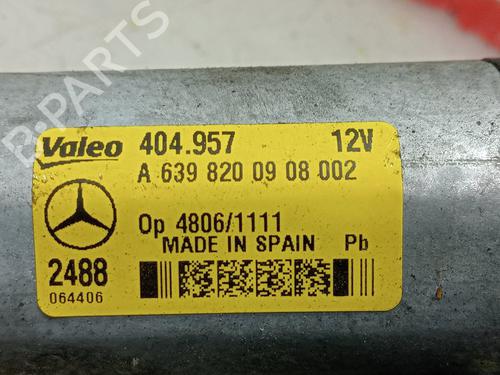 Valeo 404.957 12V
A 639 820 09 08 002
Op 4806/1111
MADE IN SPAIN Pb
2488
064406
B-PARTS